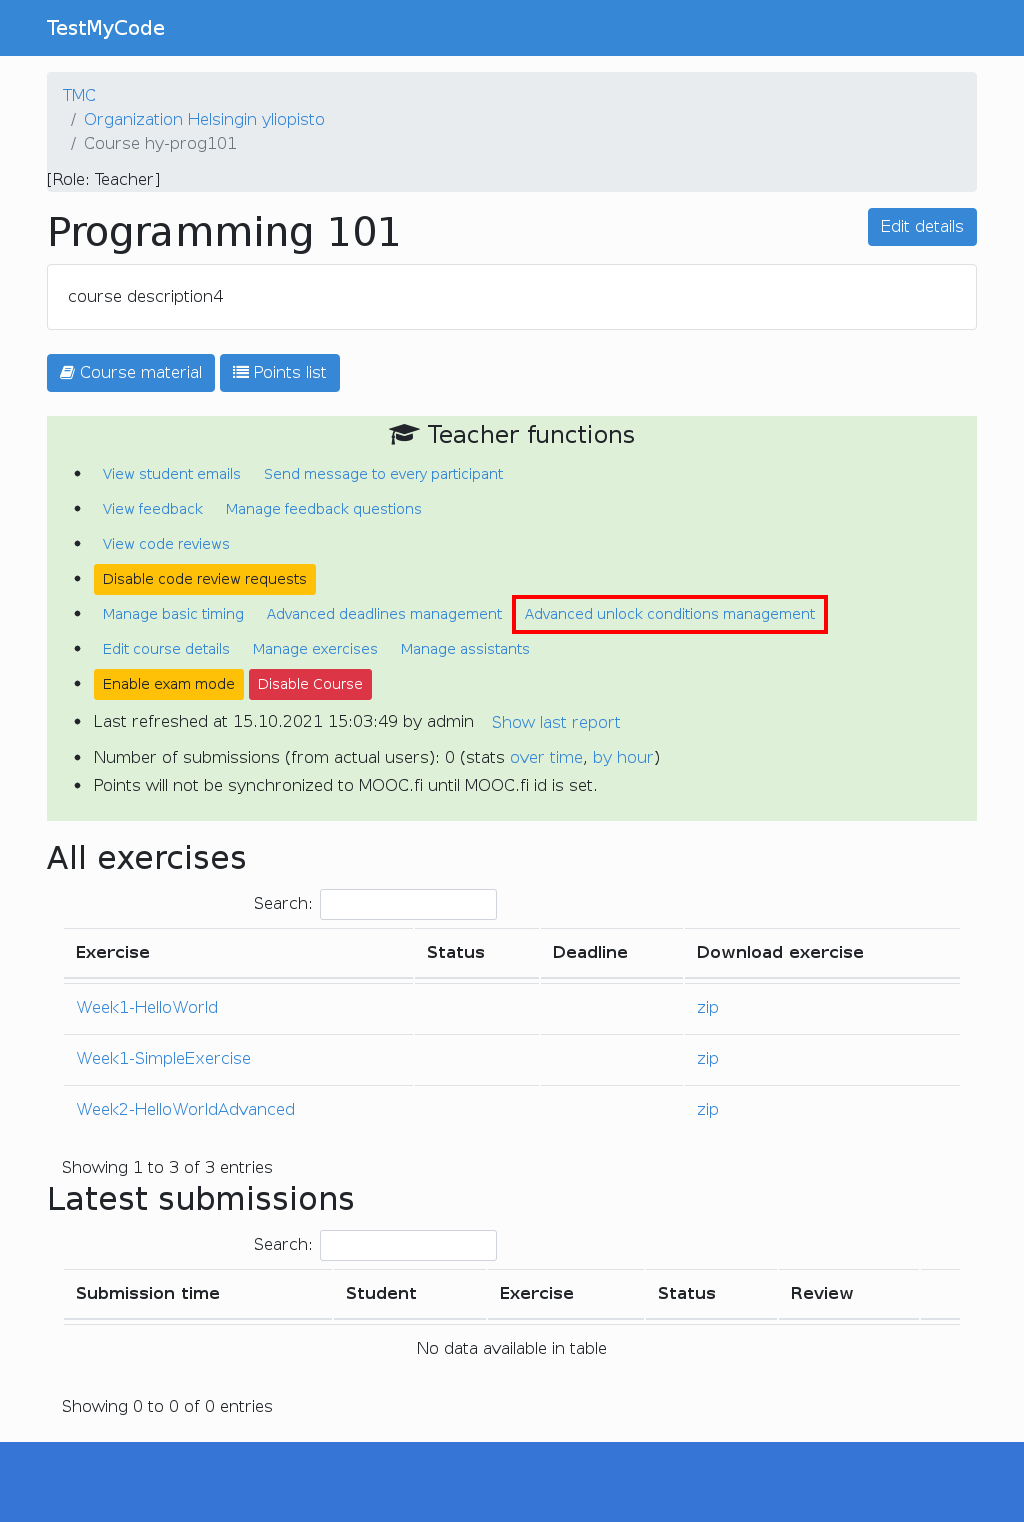 TestMyCode
TMC
/ Organization Helsingin yliopisto
/ Course hy-prog101
[Role: Teacher]
Programming 101
Edit details
course description4
Course material Points list
Teacher functions
• View student emails Send message to every participant
• View feedback Manage feedback questions
• View code reviews
• Disable code review requests
• Manage basic timing Advanced deadlines management Advanced unlock conditions management
• Edit course details Manage exercises Manage assistants
• Enable exam mode Disable Course
• Last refreshed at 15.10.2021 15:03:49 by admin Show last report
• Number of submissions (from actual users): 0 (stats over time, by hour)
• Points will not be synchronized to MOOC.fi until MOOC.fi id is set.
All exercises
Search:
Exercise Status Deadline Download exercise
Week1-HelloWorld zip
Week1-SimpleExercise zip
Week2-HelloWorldAdvanced zip
Showing 1 to 3 of 3 entries
Latest submissions
Search:
Submission time Student Exercise Status Review
No data available in table
Showing 0 to 0 of 0 entries